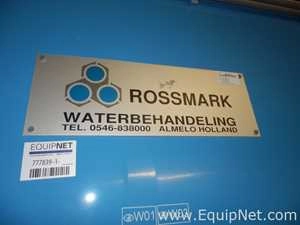 ROSSMARK
WATERBEHANDELING
TEL. 0546-838000 ALMELO HOLLAND
EQUIPNET
777839-1-
www.EquipNet.com